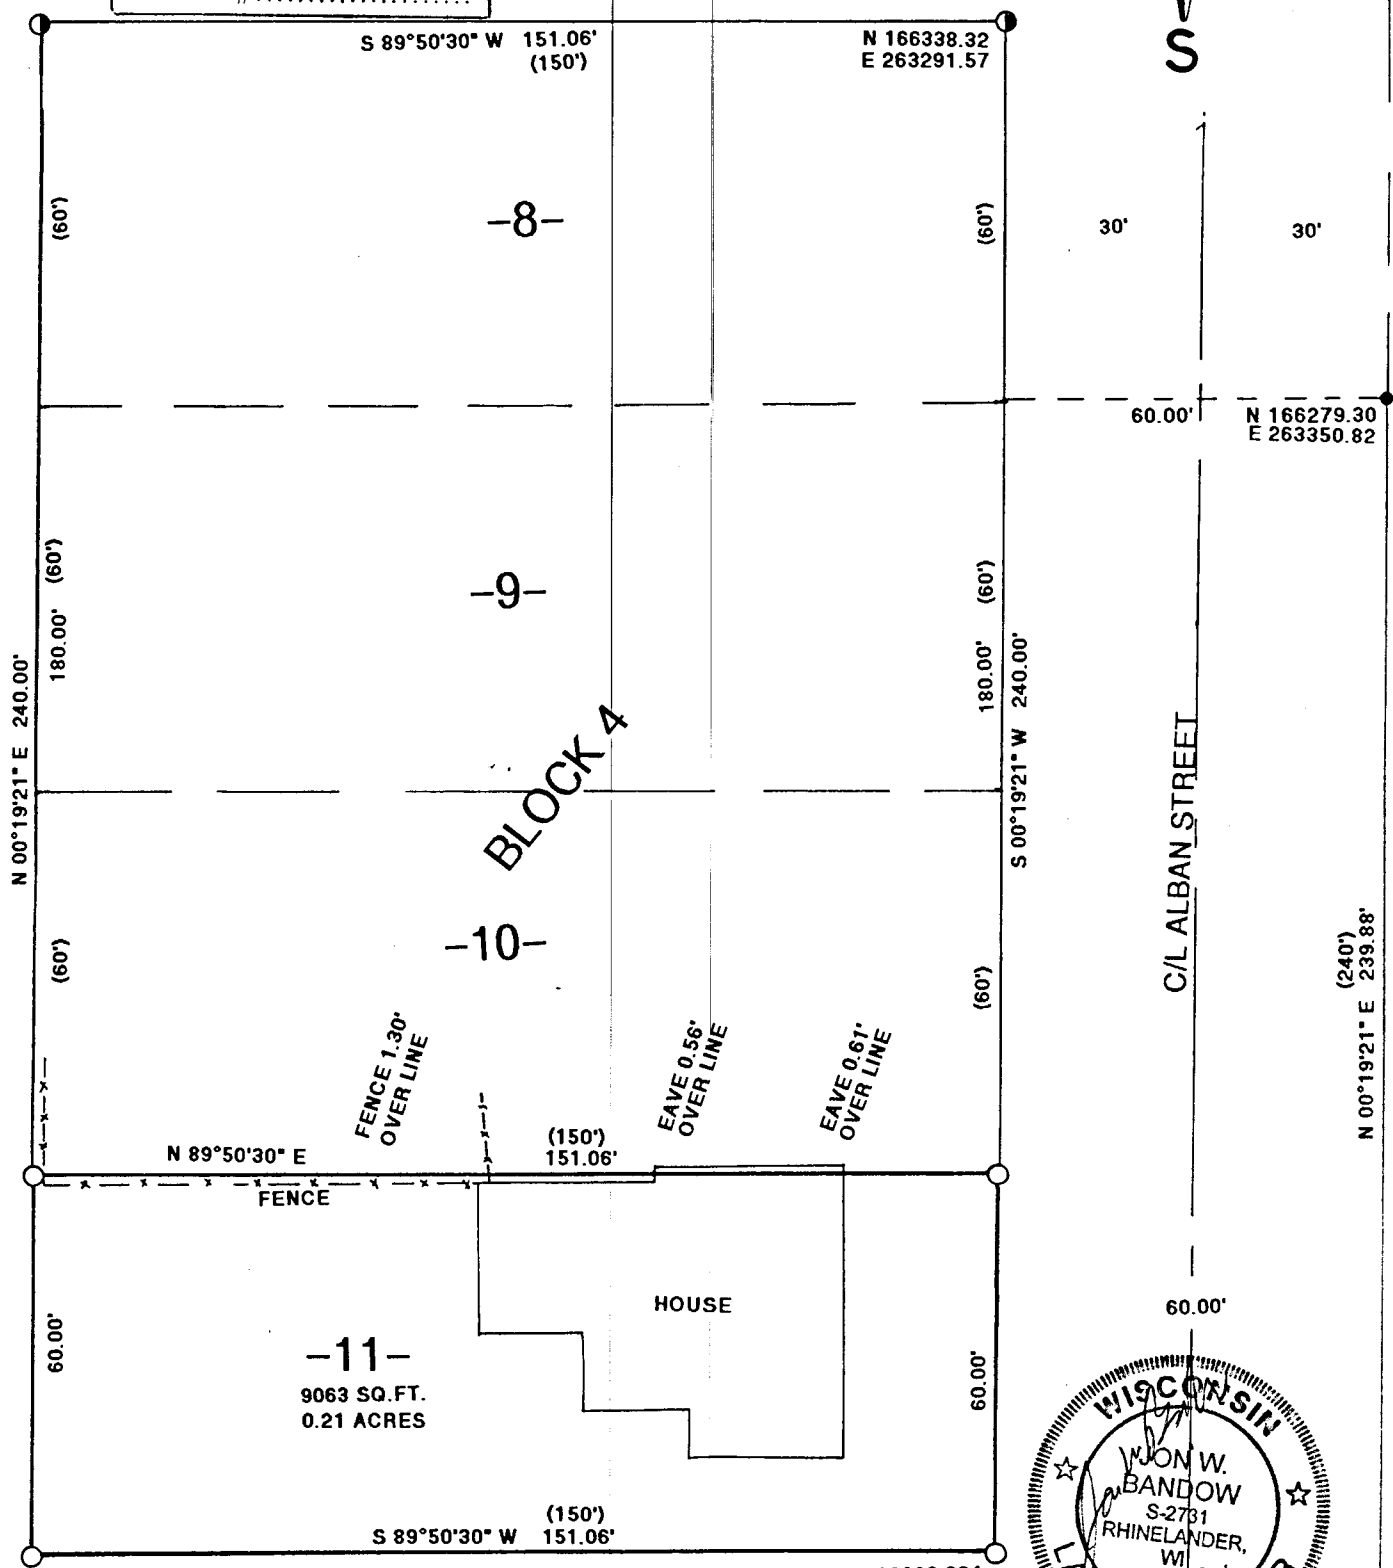 S
S 89°50'30" W 151.06'
(150')
N 166338.32
E 263291.57
(60')
-8-
(60')
30'
30'
60.00'
N 166279.30
E 263350.82
(60')
180.00'
-9-
(60')
180.00'
N 00°19'21" E 240.00'
S 00°19'21" W 240.00'
BLOCK 4
C/L ALBAN STREET
(60')
-10-
(60')
(240')
N 00°19'21" E 239.88'
FENCE 1.30'
OVER LINE
EAVE 0.56'
OVER LINE
EAVE 0.61'
OVER LINE
N 89°50'30" E
(150')
151.06'
FENCE
HOUSE
60.00'
60.00'
-11-
9063 SQ.FT.
0.21 ACRES
60.00'
(150')
S 89°50'30" W 151.06'
WISCONSIN
JON W.
BANDOW
S-2731
RHINELANDER,
WI